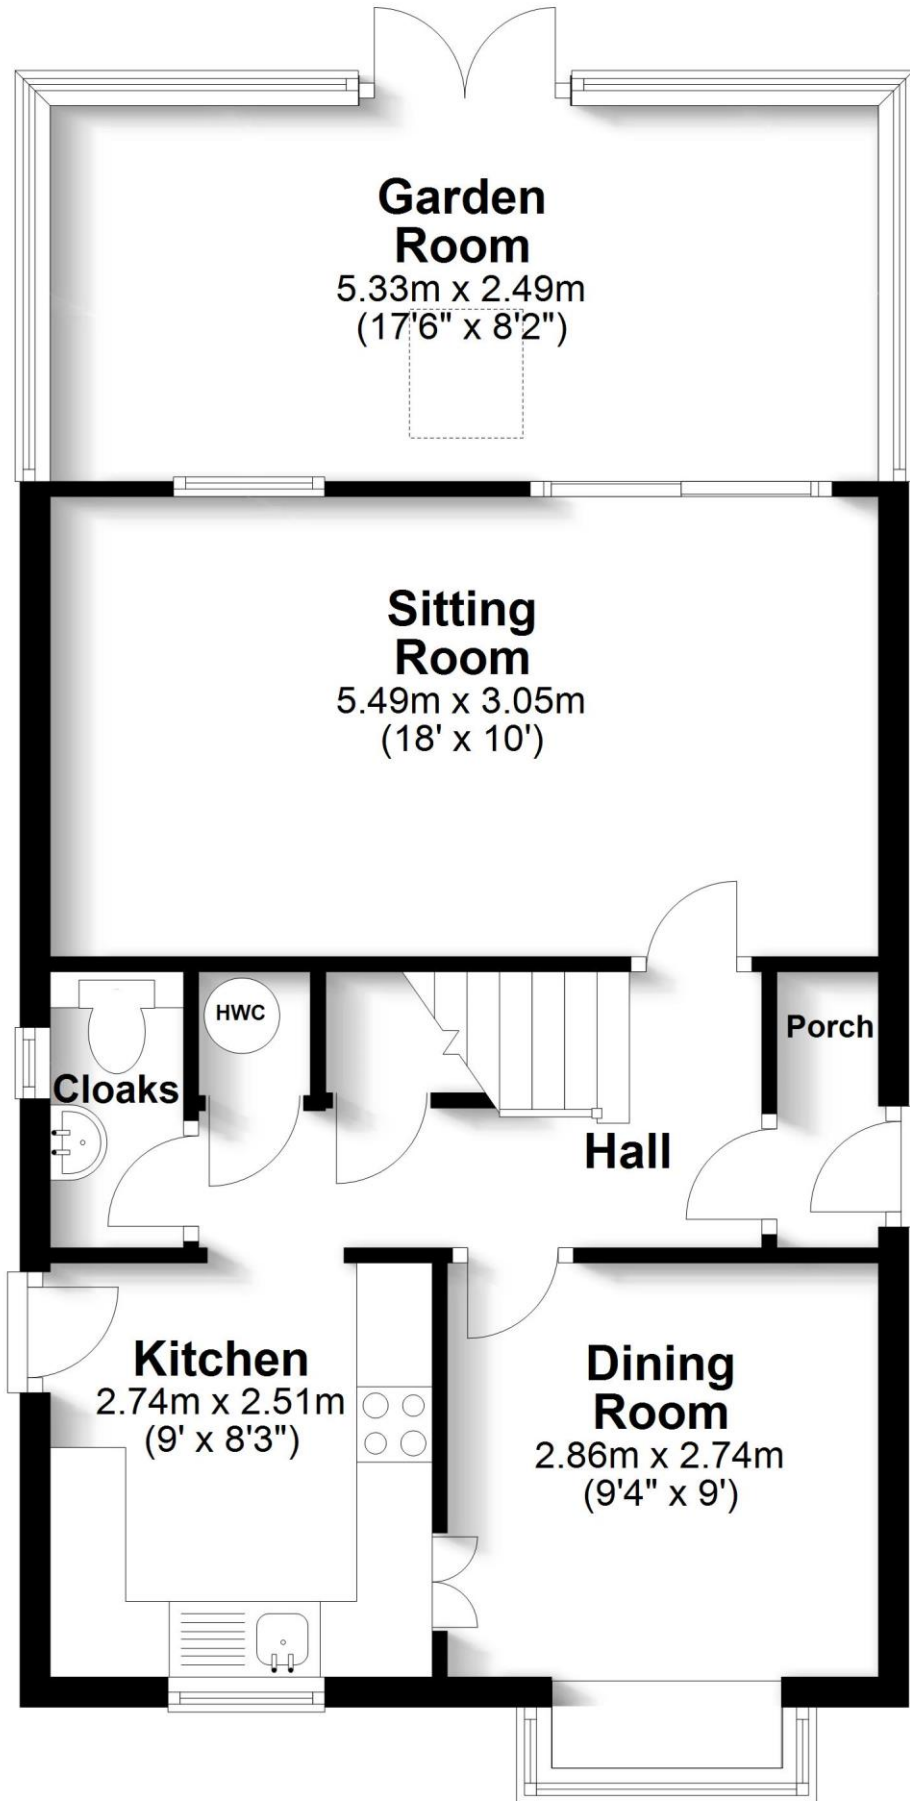 Garden
Room
5.33m x 2.49m
(17'6" x 8'2")
Sitting
Room
5.49m x 3.05m
(18' x 10')
HWC
Porch
Cloaks
Hall
Kitchen
2.74m x 2.51m
(9' x 8'3")
Dining
Room
2.86m x 2.74m
(9'4" x 9')